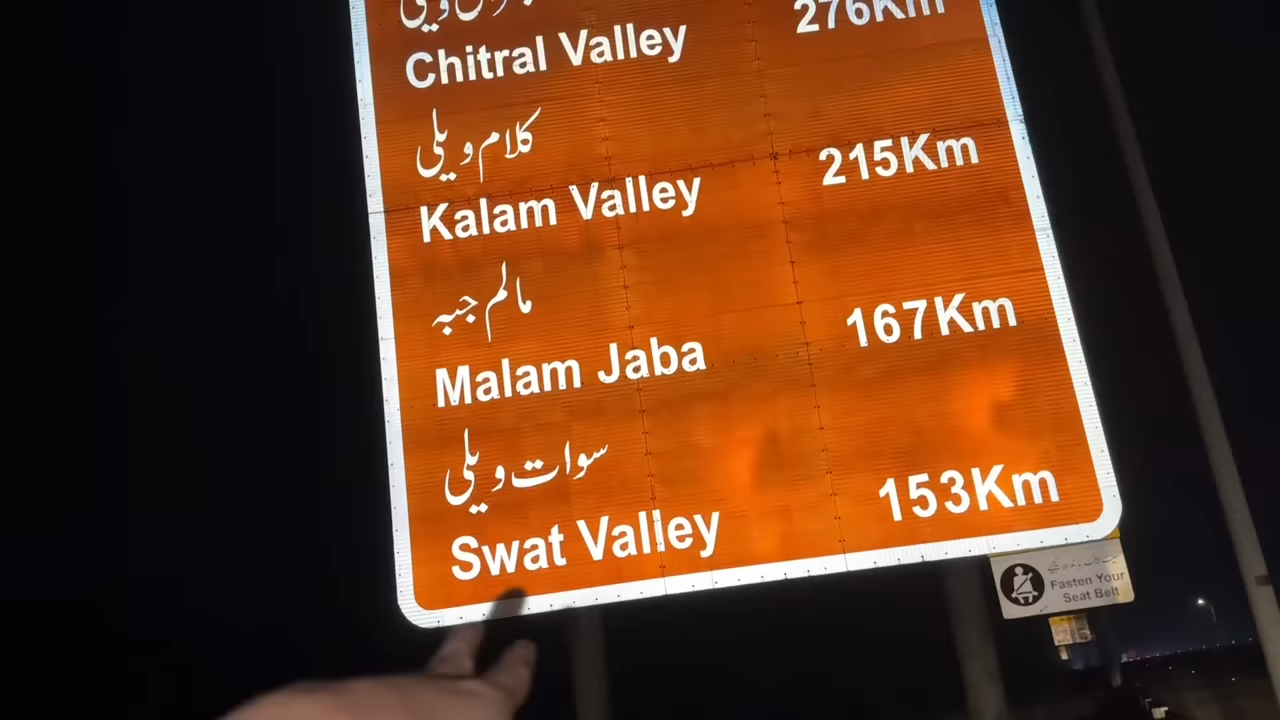 ویلی
Chitral Valley 276Km
کلام ویلی
Kalam Valley 215Km
مالم جبہ
Malam Jaba 167Km
سوات ویلی
Swat Valley 153Km
Fasten Your
Seat Belt